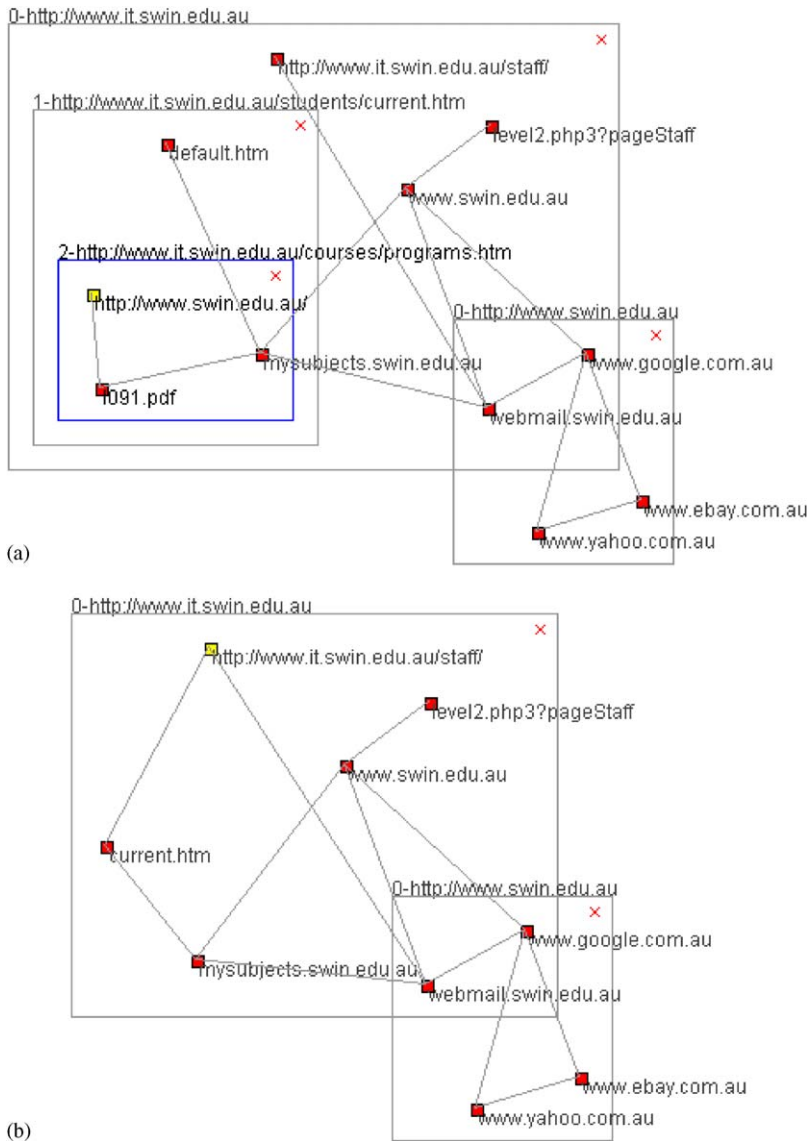 0-http://www.it.swin.edu.au
http://www.it.swin.edu.au/staff/
1-http://www.it.swin.edu.au/students/current.htm
level2.php3?pageStaff
default.htm
www.swin.edu.au
2-http://www.it.swin.edu.au/courses/programs.htm
http://www.swin.edu.au/
0-http://www.swin.edu.au
mysubjects.swin.edu.au
www.google.com.au
1091.pdf
webmail.swin.edu.au
www.ebay.com.au
www.yahoo.com.au
(a)
0-http://www.it.swin.edu.au
http://www.it.swin.edu.au/staff/
level2.php3?pageStaff
www.swin.edu.au
current.htm
0-http://www.swin.edu.au
www.google.com.au
mysubjects.swin.edu.au
webmail.swin.edu.au
www.ebay.com.au
www.yahoo.com.au
(b)